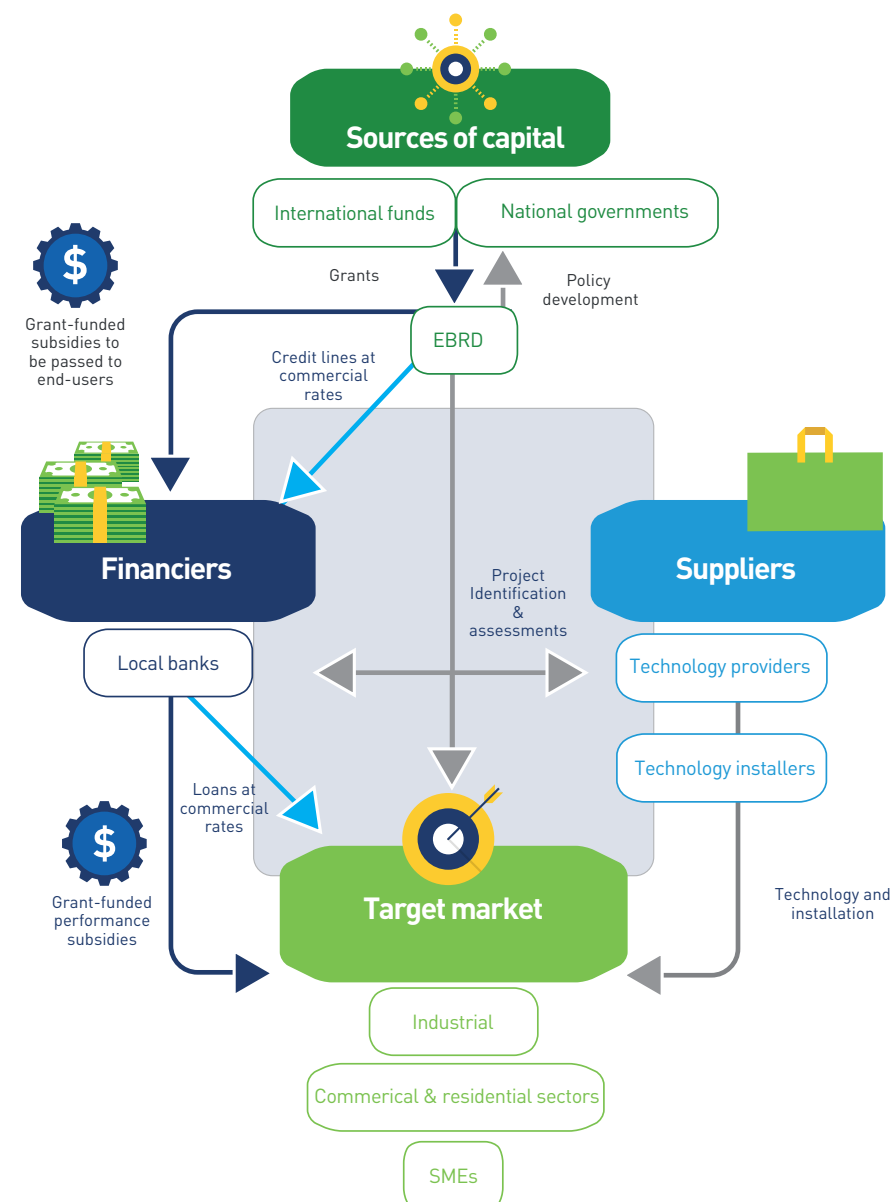 Sources of capital
International funds
National governments
Grants
Policy
development
$
Grant-funded
subsidies to
be passed to
end-users
EBRD
Credit lines at
commercial
rates
Financiers
Suppliers
Project
Identification
&
assessments
Local banks
Technology providers
Technology installers
Loans at
commercial
rates
$
Grant-funded
performance
subsidies
Target market
Technology and
installation
Industrial
Commerical & residential sectors
SMEs